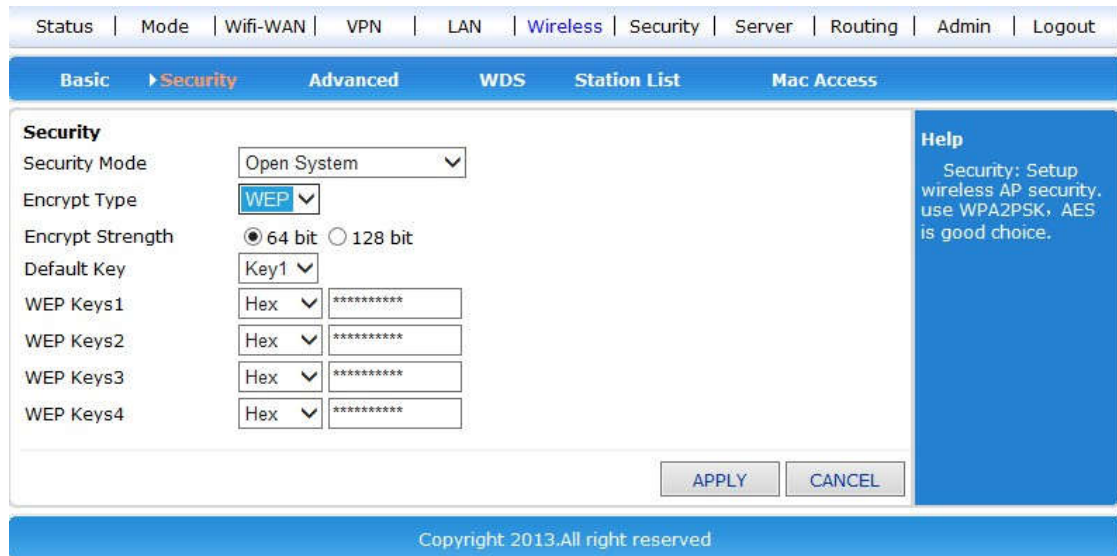 Status | Mode | Wifi-WAN | VPN | LAN | Wireless | Security | Server | Routing | Admin | Logout
Basic Security Advanced WDS Station List Mac Access
Security
Security Mode Open System
Encrypt Type WEP
Encrypt Strength 64 bit 128 bit
Default Key Key1
WEP Keys1 Hex **********
WEP Keys2 Hex **********
WEP Keys3 Hex **********
WEP Keys4 Hex **********
APPLY CANCEL
Help
Security: Setup
wireless AP security.
use WPA2PSK，AES
is good choice.
Copyright 2013.All right reserved